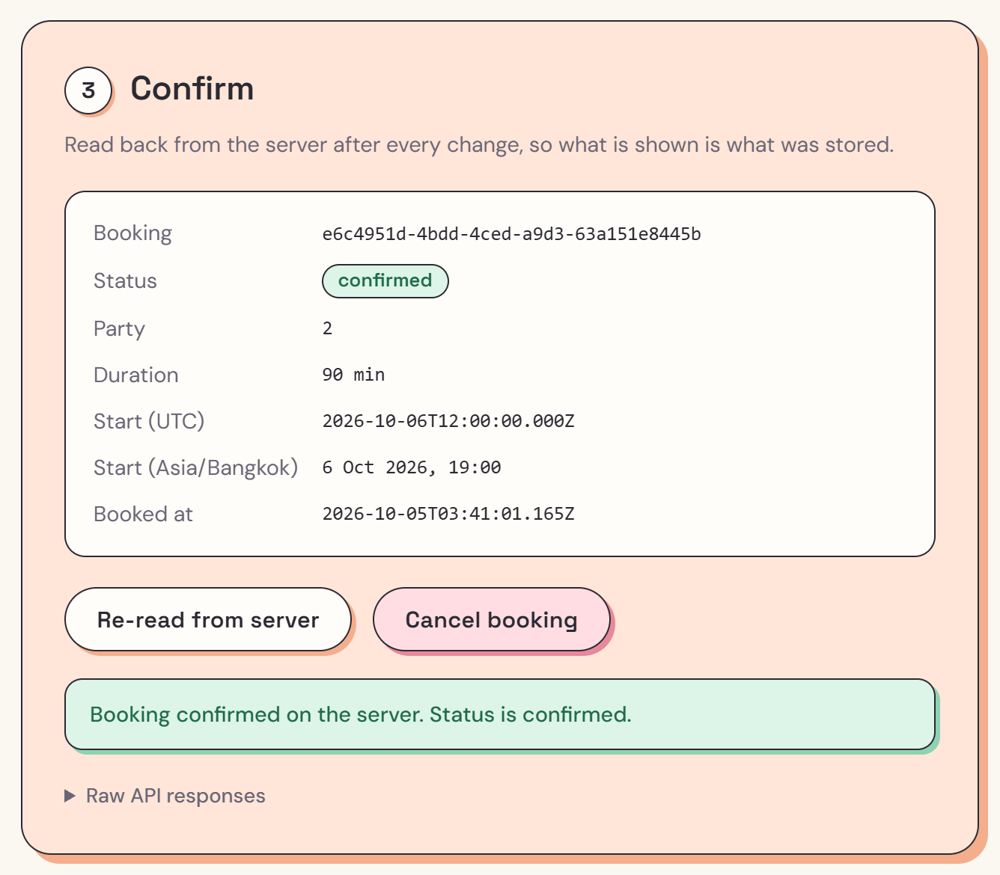 3 Confirm
Read back from the server after every change, so what is shown is what was stored.
Booking e6c4951d-4bdd-4ced-a9d3-63a151e8445b
Status confirmed
Party 2
Duration 90 min
Start (UTC) 2026-10-06T12:00:00.000Z
Start (Asia/Bangkok) 6 Oct 2026, 19:00
Booked at 2026-10-05T03:41:01.165Z
Re-read from server Cancel booking
Booking confirmed on the server. Status is confirmed.
Raw API responses